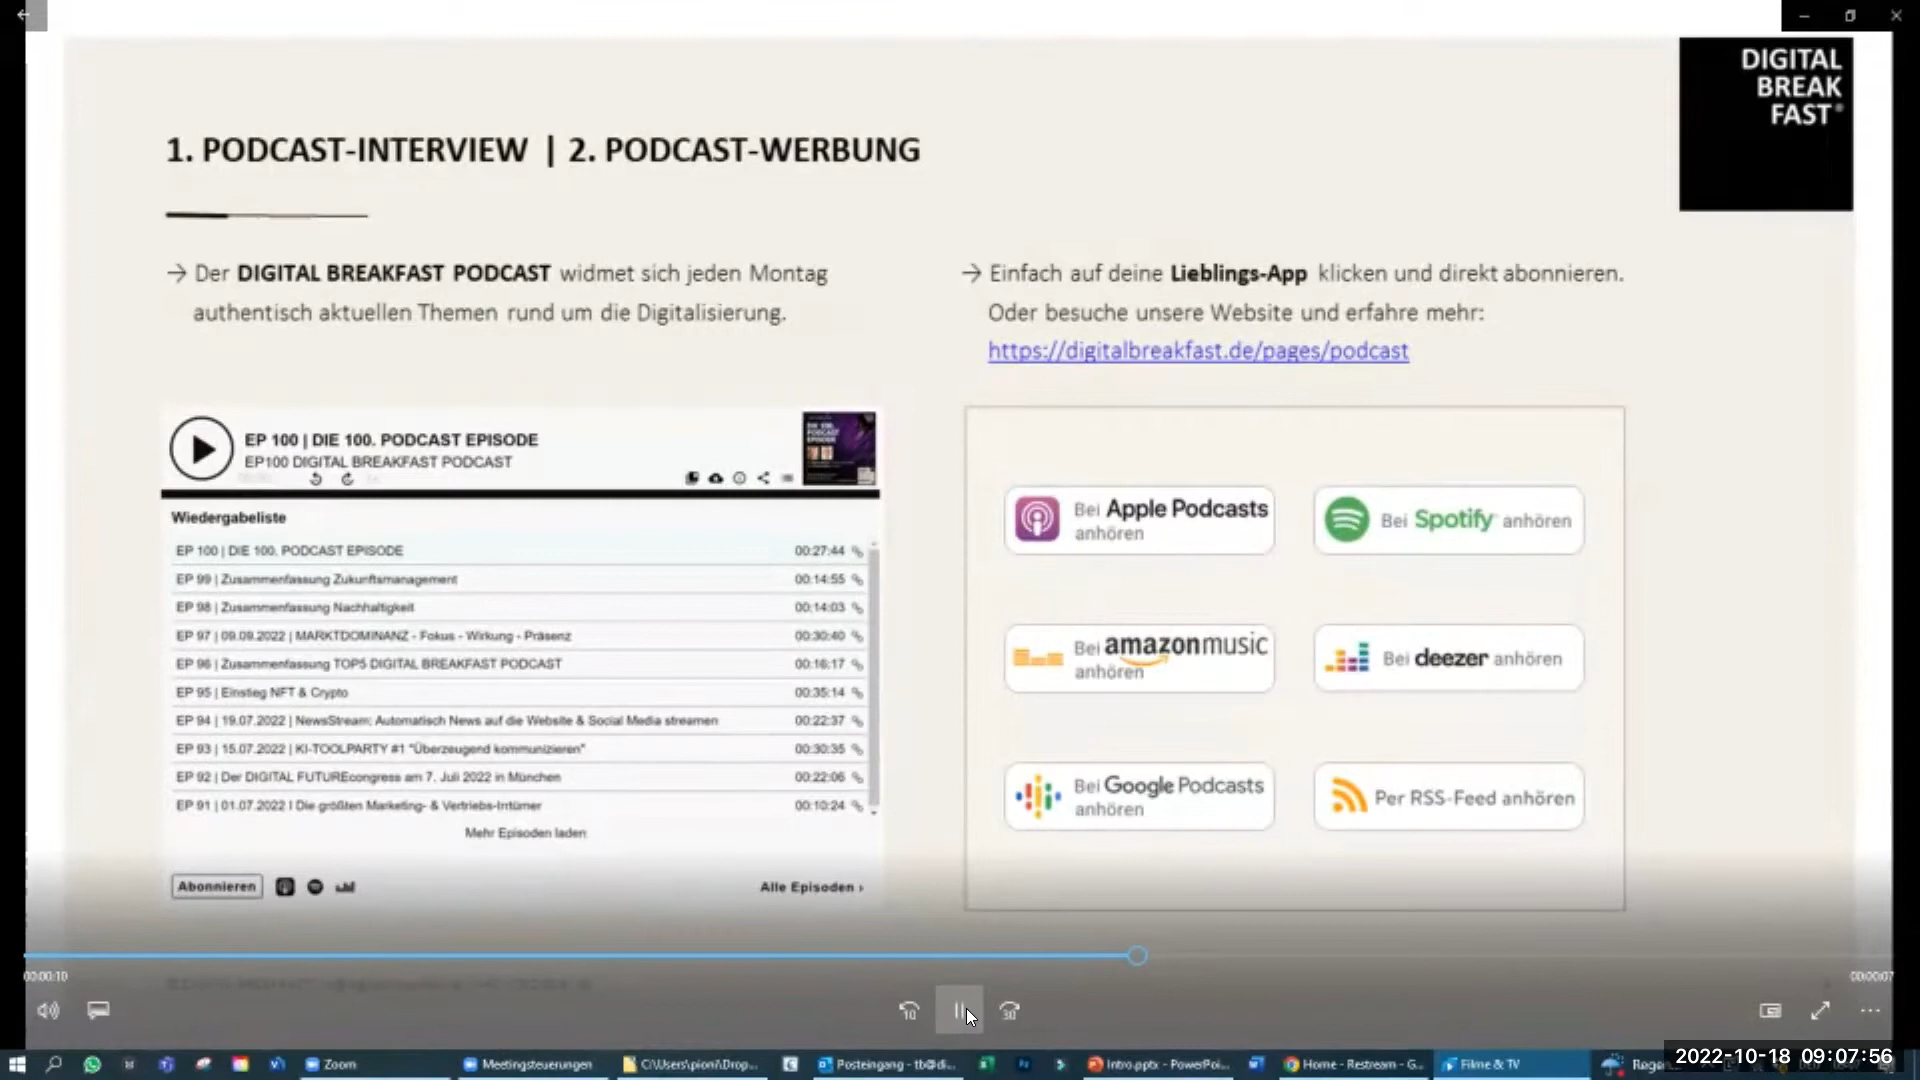 DIGITAL
BREAK
FAST®
1. PODCAST-INTERVIEW | 2. PODCAST-WERBUNG
→ Der DIGITAL BREAKFAST PODCAST widmet sich jeden Montag
authentisch aktuellen Themen rund um die Digitalisierung.
→ Einfach auf deine Lieblings-App klicken und direkt abonnieren.
Oder besuche unsere Website und erfahre mehr:
https://digitalbreakfast.de/pages/podcast
EP 100 | DIE 100. PODCAST EPISODE
EP100 DIGITAL BREAKFAST PODCAST
Wiedergabeliste
EP 100 | DIE 100. PODCAST EPISODE 00:27:44
EP 99 | Zusammenfassung Zukunftsmanagement 00:14:55
EP 98 | Zusammenfassung Nachhaltigkeit 00:14:03
EP 97 | 09.09.2022 | MARKTDOMINANZ - Fokus - Wirkung - Präsenz 00:30:40
EP 96 | Zusammenfassung TOP5 DIGITAL BREAKFAST PODCAST 00:16:17
EP 95 | Einstieg NFT & Crypto 00:35:14
EP 94 | 19.07.2022 | NewsStream: Automatisch News auf die Website & Social Media streamen 00:22:37
EP 93 | 15.07.2022 | KI-TOOLPARTY #1 "Überzeugend kommunizieren" 00:30:35
EP 92 | Der DIGITAL FUTUREcongress am 7. Juli 2022 in München 00:22:06
EP 91 | 01.07.2022 I Die größten Marketing- & Vertriebs-Irrtümer 00:10:24
Mehr Episoden laden
Abonnieren
Alle Episoden ›
Bei Apple Podcasts
anhören
Bei Spotify anhören
Bei amazon music
anhören
Bei deezer anhören
Bei Google Podcasts
anhören
Per RSS-Feed anhören
00:00:10
00:00:07
10
30
Zoom
Meetingsteuerungen
C:\Users\pioni\Drop...
Posteingang - tb@di...
Intro.pptx - PowerPoi...
Home - Restream - G...
Filme & TV
2022-10-18 09:07:56